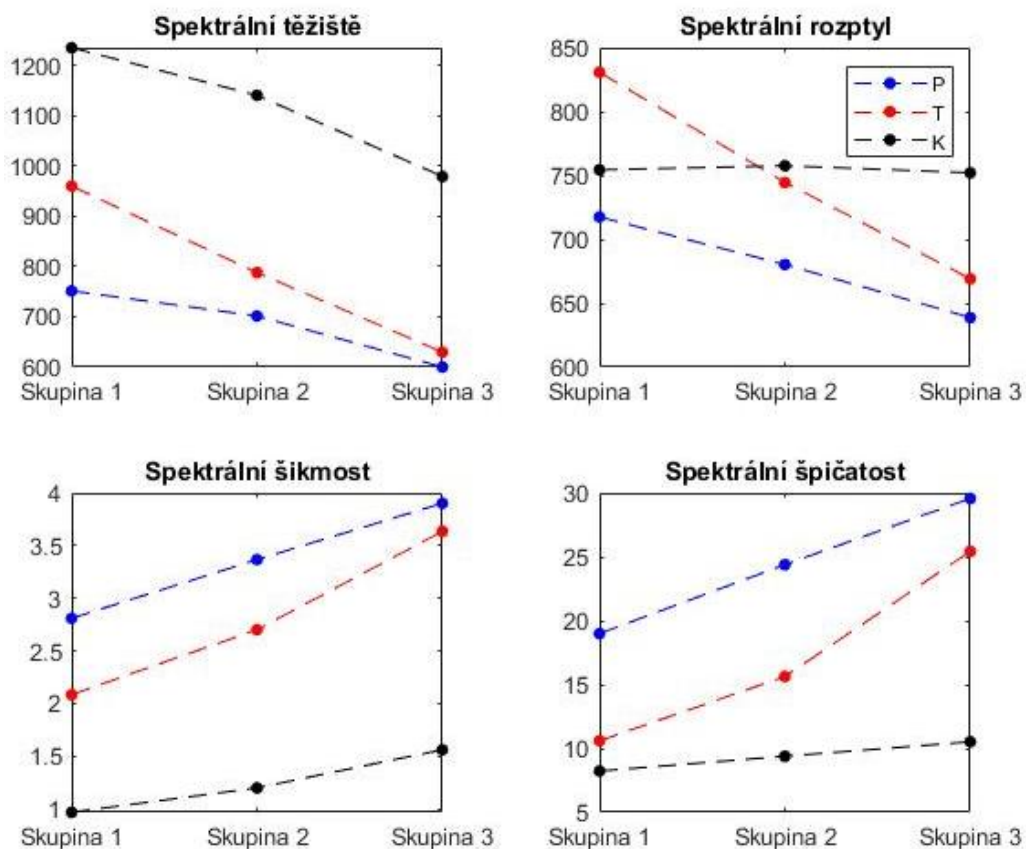 Spektrální těžiště
1200
1100
1000
900
800
700
600
Skupina 1 Skupina 2 Skupina 3
Spektrální rozptyl
850
800
750
700
650
600
P
T
K
Skupina 1 Skupina 2 Skupina 3
Spektrální šikmost
4
3.5
3
2.5
2
1.5
1
Skupina 1 Skupina 2 Skupina 3
Spektrální špičatost
30
25
20
15
10
5
Skupina 1 Skupina 2 Skupina 3